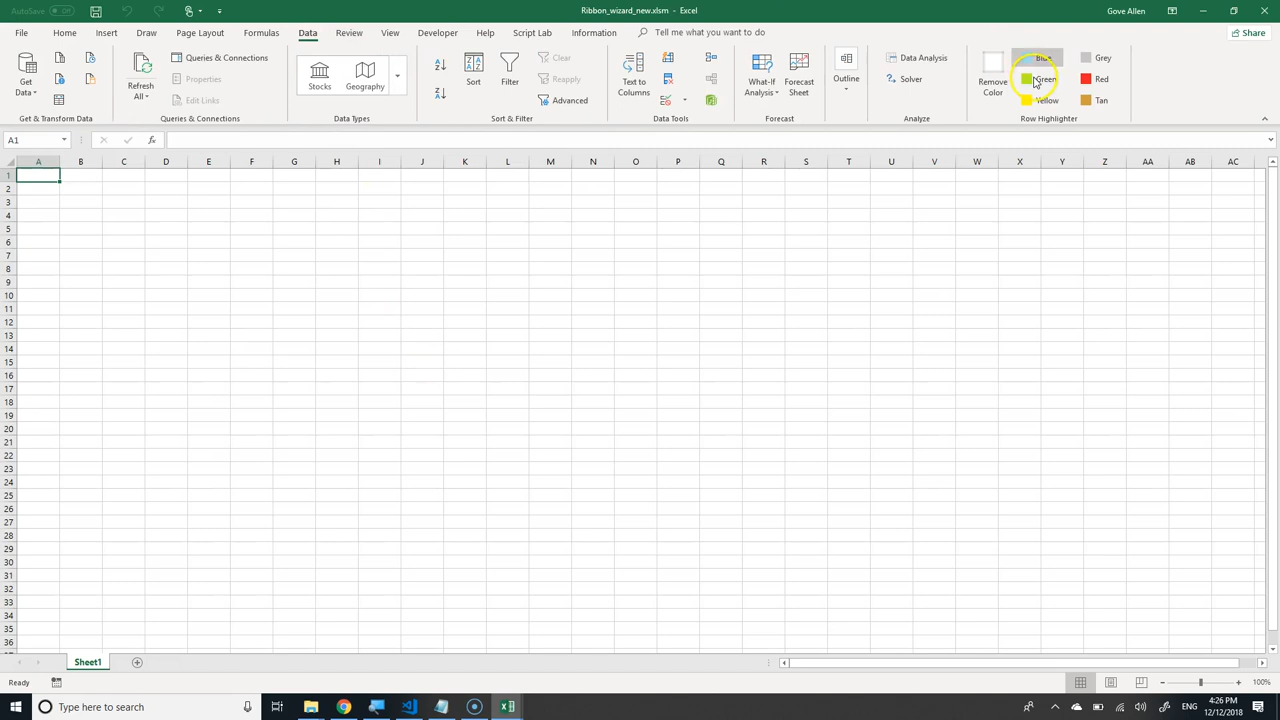 AutoSave Off
Ribbon_wizard_new.xlsm - Excel
Gove Allen
File Home Insert Draw Page Layout Formulas Data Review View Developer Help Script Lab Information Tell me what you want to do Share
Get Data
Refresh All
Queries & Connections
Properties
Edit Links
Stocks
Geography
Sort
Filter
Clear
Reapply
Advanced
Text to Columns
What-If Analysis
Forecast Sheet
Outline
Data Analysis
Solver
Remove Color
Blue
Green
Yellow
Grey
Red
Tan
Get & Transform Data Queries & Connections Data Types Sort & Filter Data Tools Forecast Analyze Row Highlighter
A1 fx
A B C D E F G H I J K L M N O P Q R S T U V W X Y Z AA AB AC
1
2
3
4
5
6
7
8
9
10
11
12
13
14
15
16
17
18
19
20
21
22
23
24
25
26
27
28
29
30
31
32
33
34
35
36
Sheet1
Ready
100%
Type here to search
4:26 PM
12/12/2018